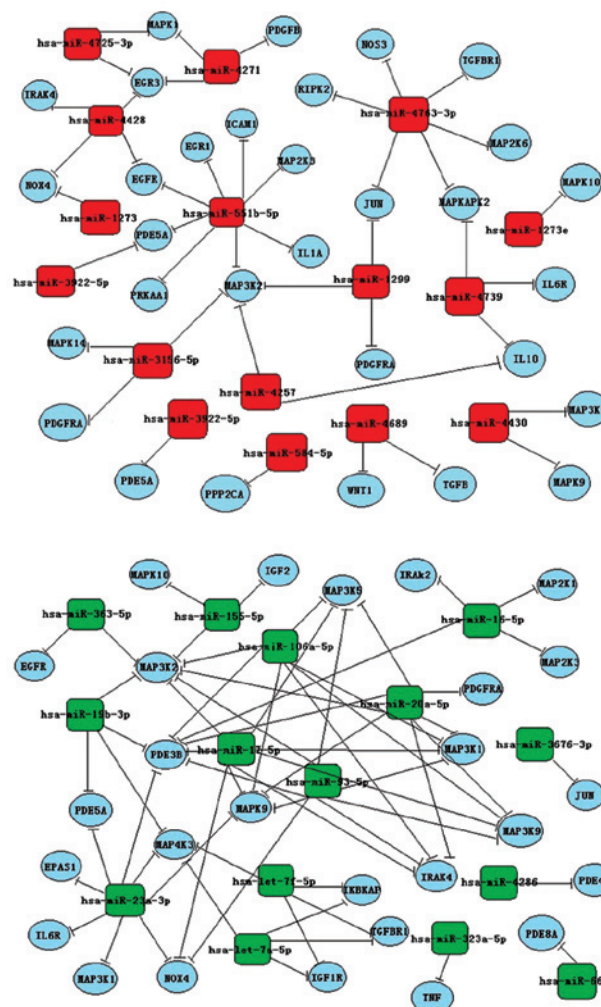 MAPK1
PDGFB
hsa-miR-4725-3p
NOS3
hsa-miR-4271
TGFBR1
EGR3
IRAK4
RIPK2
hsa-miR-4763-3p
hsa-miR-4428
ICAM1
EGR1
MAP2K6
MAP2K3
EGFR
MAPK10
NOX4
JUN
MAPKAPK2
hsa-miR-1273
hsa-miR-551b-5p
hsa-miR-1273e
PDE5A
IL1A
hsa-miR-3922-5p
MAP3K2
hsa-miR-1299
IL6R
PRKAA1
hsa-miR-4739
MAPK14
hsa-miR-3156-5p
IL10
PDGFRA
hsa-miR-4257
PDGFRA
hsa-miR-3922-5p
hsa-miR-4689
hsa-miR-4430
MAP3K
hsa-miR-584-5p
PDE5A
PPP2CA
WNT1
TGFB
MAPK9
MAPK10
IGF2
IRAk2
MAP3K5
MAP2K1
hsa-miR-363-5p
hsa-miR-155-5p
hsa-miR-16-5p
hsa-miR-106a-5p
EGFR
MAP3K2
MAP2K3
PDGFRA
hsa-miR-20a-5p
hsa-miR-19b-3p
hsa-miR-3676-3p
PDE3B
hsa-miR-17-5p
MAP3K1
hsa-miR-93-5p
JUN
PDE5A
MAPK9
MAP3K9
MAP4K3
EPAS1
hsa-let-7f-5p
IRAK4
hsa-miR-4286
PDE4
IKBKAP
hsa-miR-23a-3p
IL6R
TGFBR1
hsa-miR-323a-5p
PDE8A
hsa-let-7a-5p
MAP3K1
NOX4
IGF1R
hsa-miR-66
TNF